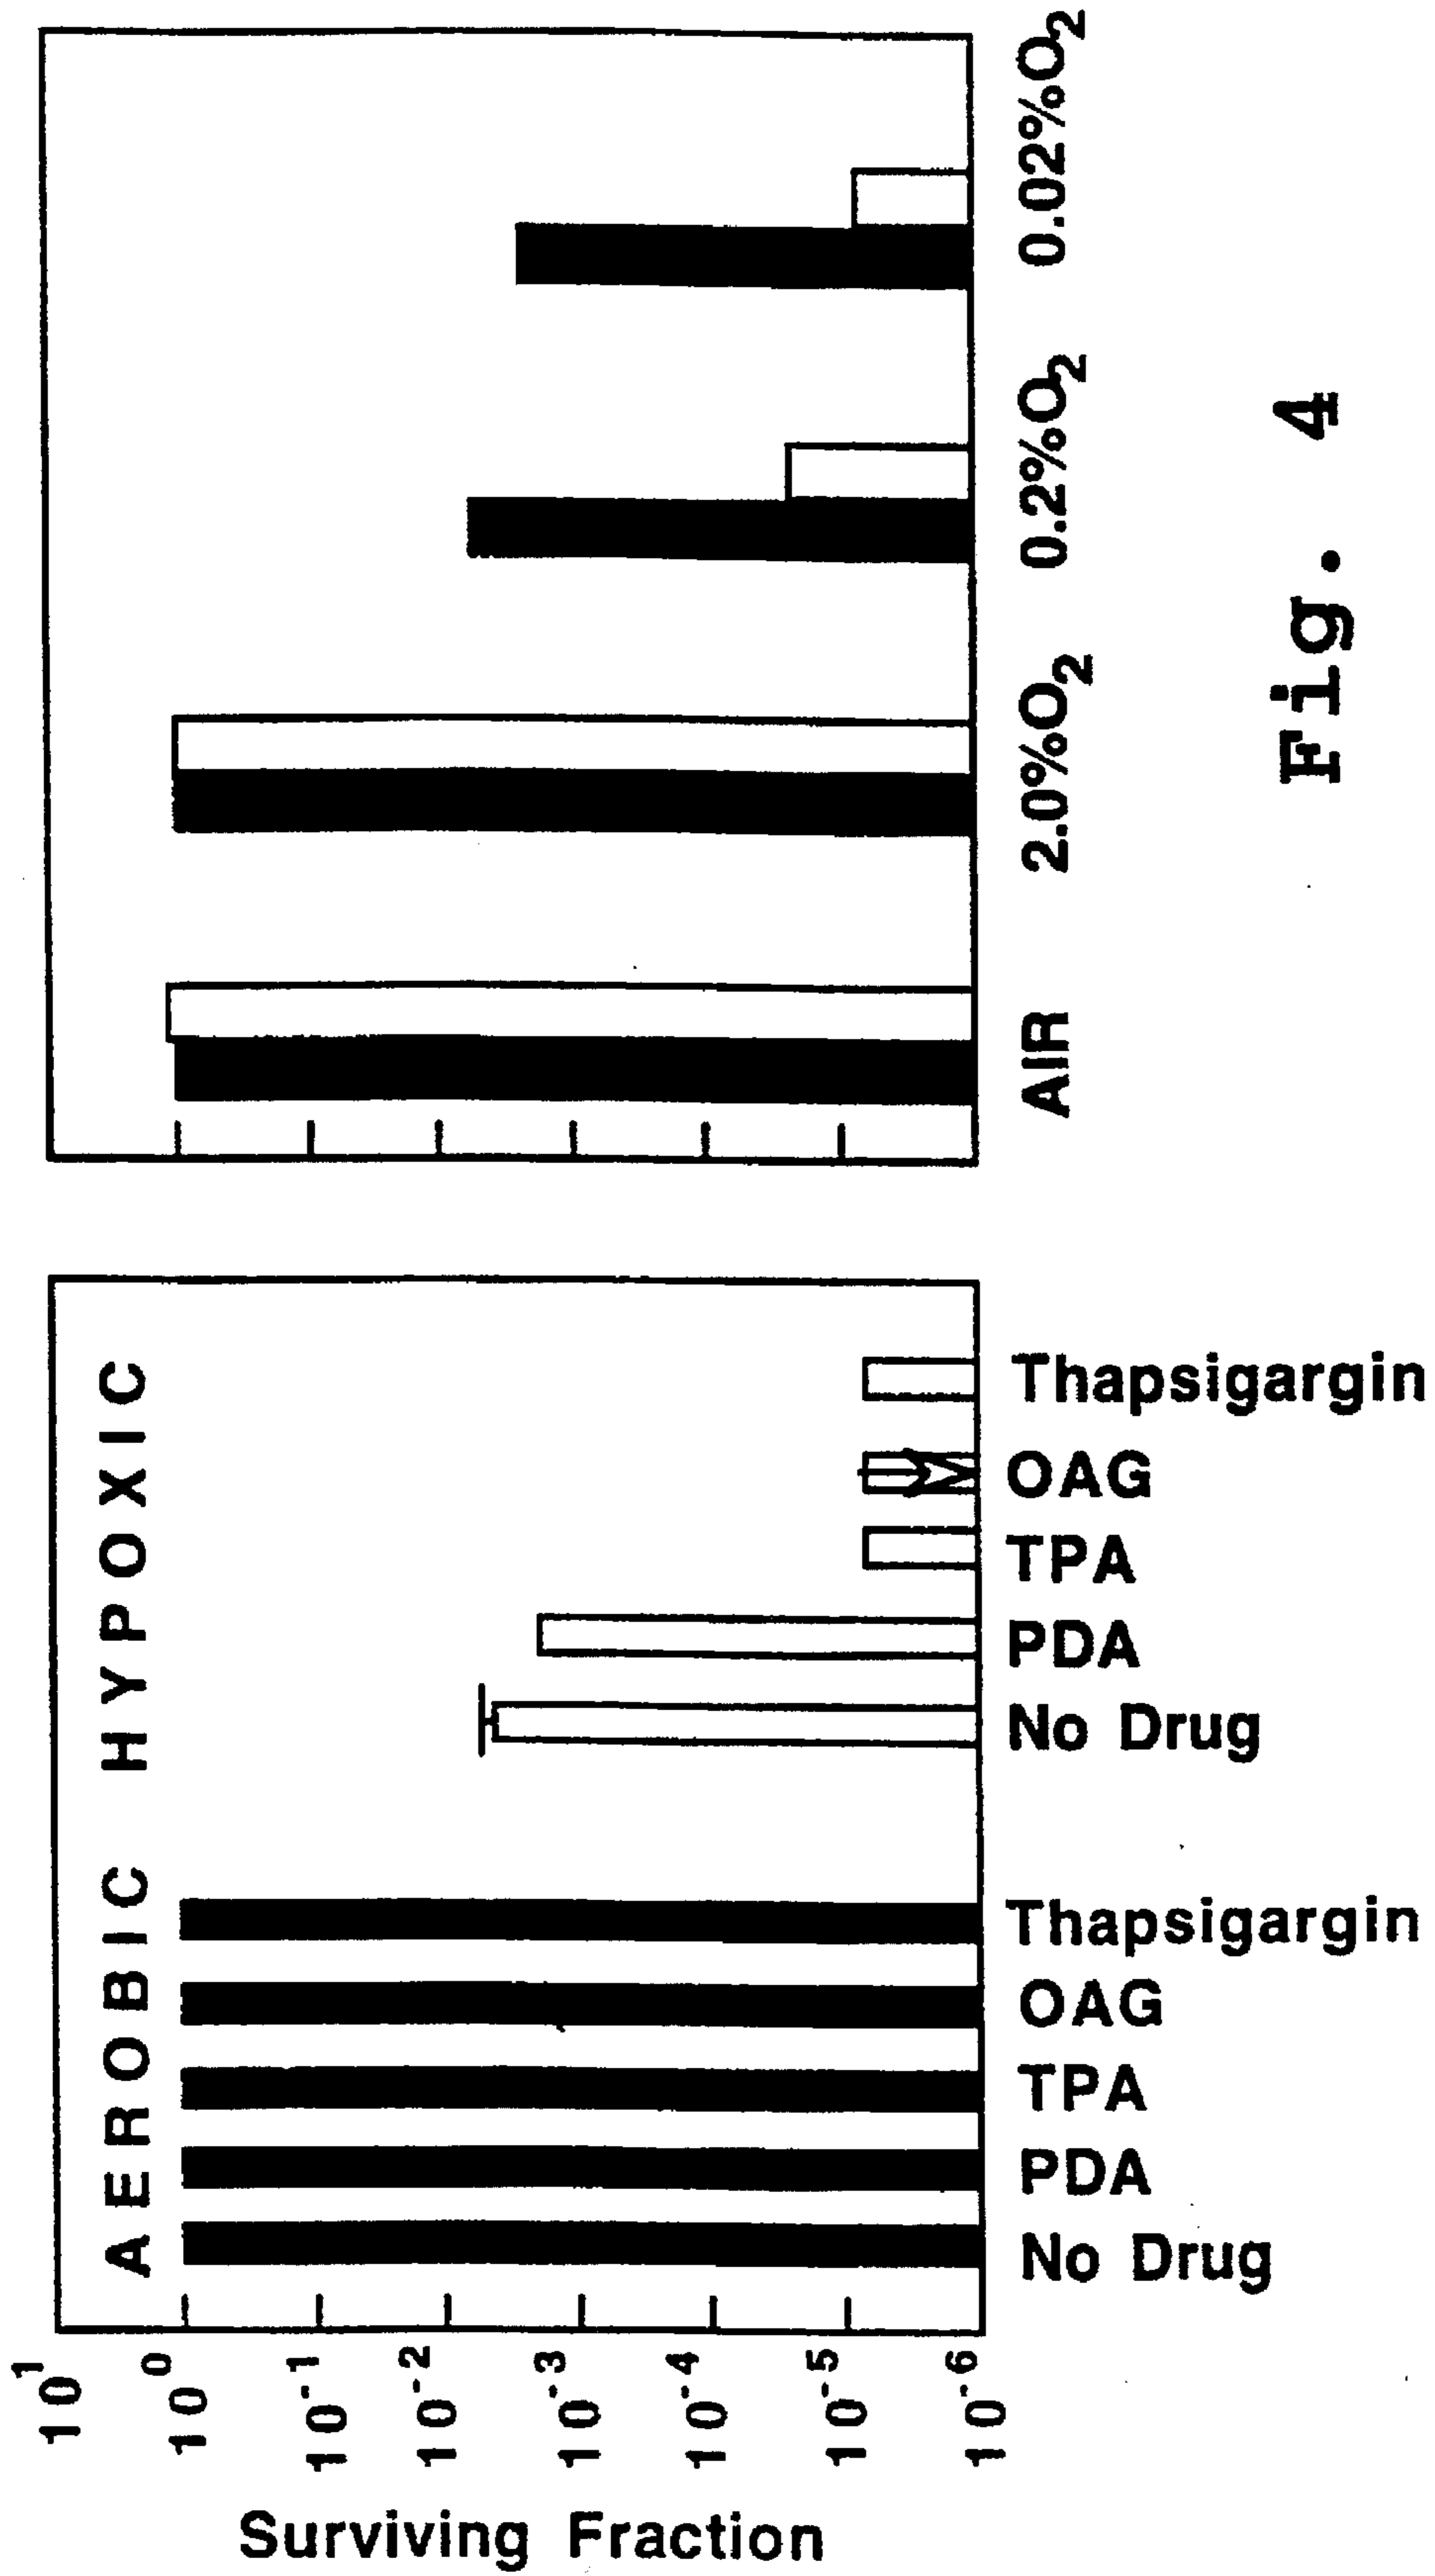 AEROBIC HYPOXIC
10^1
10^0
10^-1
10^-2
10^-3
10^-4
10^-5
10^-6
Surviving Fraction
No Drug
PDA
TPA
OAG
Thapsigargin
No Drug
PDA
TPA
OAG
Thapsigargin
AIR
2.0%O₂
0.2%O₂
0.02%O₂
Fig. 4